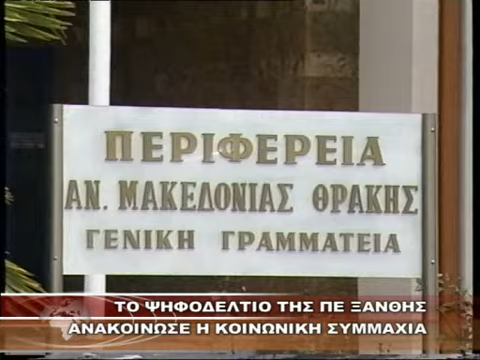 ΠΕΡΙΦΕΡΕΙΑ
ΑΝ. ΜΑΚΕΔΟΝΙΑΣ ΘΡΑΚΗΣ
ΓΕΝΙΚΗ ΓΡΑΜΜΑΤΕΙΑ
ΤΟ ΨΗΦΟΔΕΛΤΙΟ ΤΗΣ ΠΕ ΞΑΝΘΗΣ
ΑΝΑΚΟΙΝΩΣΕ Η ΚΟΙΝΩΝΙΚΗ ΣΥΜΜΑΧΙΑ